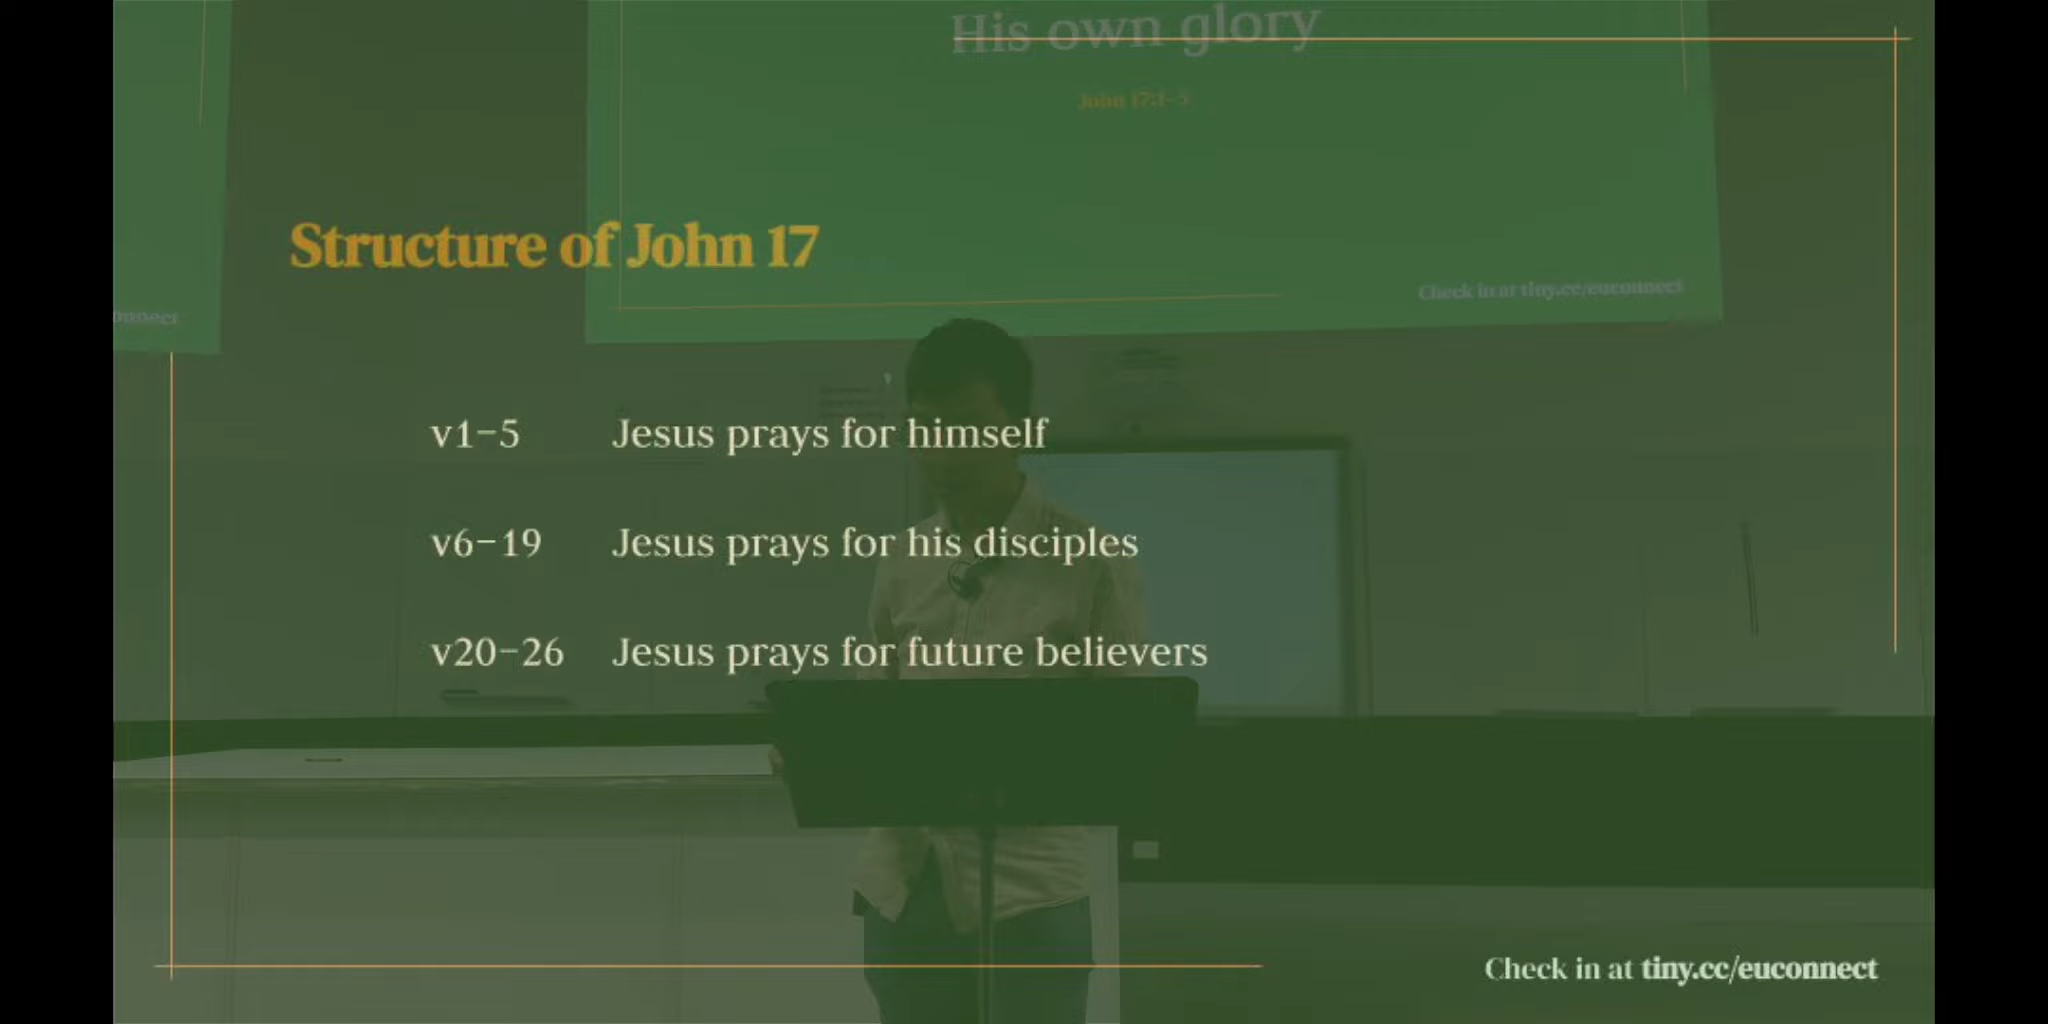 His own glory
John 17:1-5
Check in at tiny.cc/euconnect
onnect
Structure of John 17
v1-5 Jesus prays for himself
v6-19 Jesus prays for his disciples
v20-26 Jesus prays for future believers
Check in at tiny.cc/euconnect